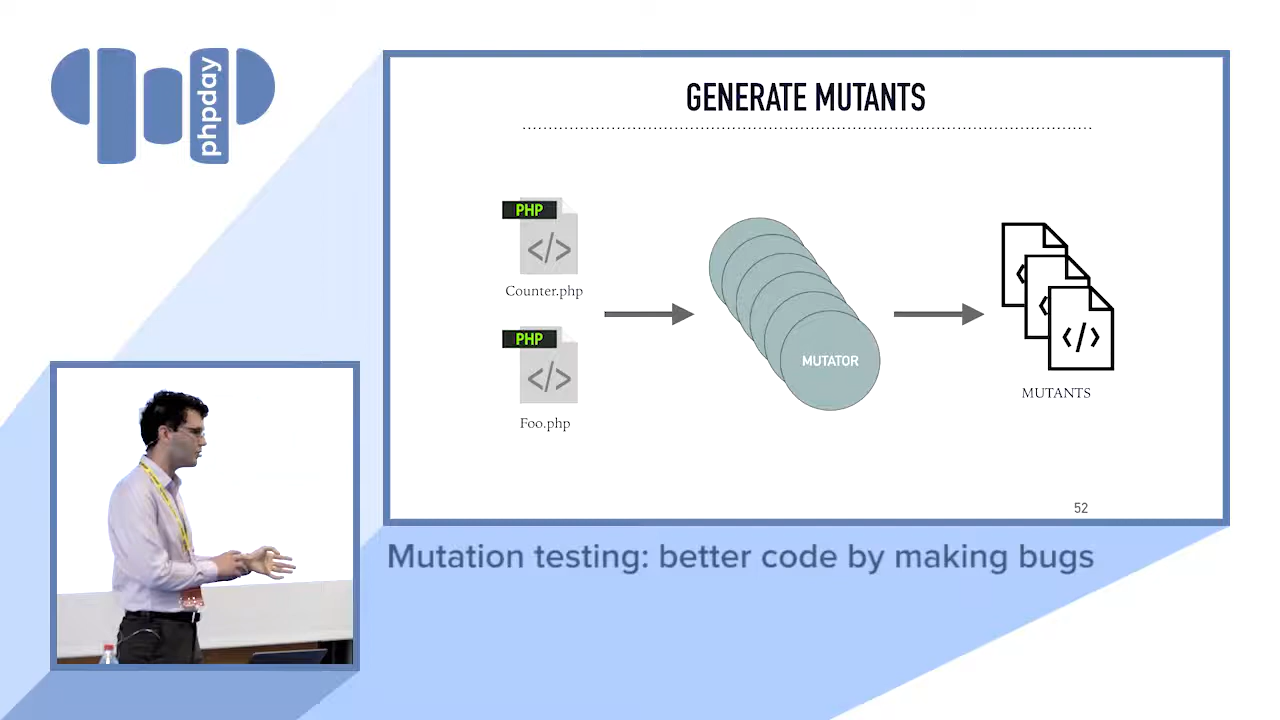 phpday
GENERATE MUTANTS
PHP
</>
Counter.php
PHP
</>
Foo.php
MUTATOR
</>
MUTANTS
52
Mutation testing: better code by making bugs